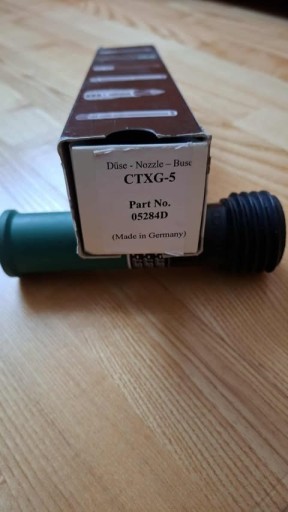 Düse - Nozzle - Buse
CTXG-5
Part No.
05284D
(Made in Germany)